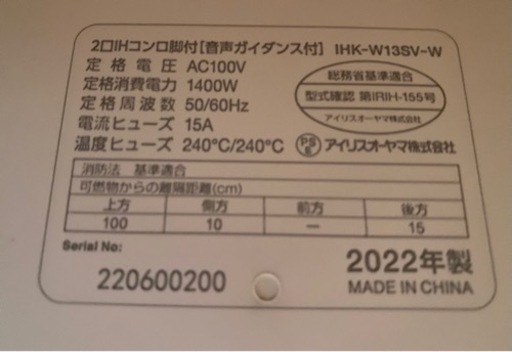 2口IHコンロ脚付[音声ガイダンス付] IHK-W13SV-W
定格電圧 AC100V
定格消費電力 1400W
定格周波数 50/60Hz
電流ヒューズ 15A
温度ヒューズ 240℃/240℃
総務省基準適合
型式確認 第IRIH-155号
アイリスオーヤマ株式会社
PS E アイリスオーヤマ株式会社
消防法 基準適合
可燃物からの離隔距離(cm)
上方 側方 前方 後方
100 10 — 15
Serial No:
220600200
2022年製
MADE IN CHINA